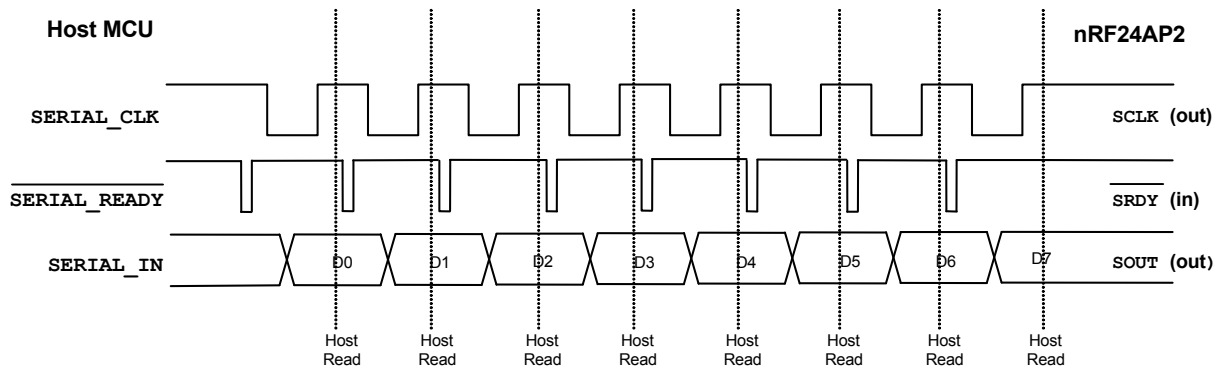 Host MCU
nRF24AP2
SERIAL_CLK
SCLK (out)
SERIAL_READY
SRDY (in)
SERIAL_IN
D0 D1 D2 D3 D4 D5 D6 D7
SOUT (out)
Host Host Host Host Host Host Host Host
Read Read Read Read Read Read Read Read